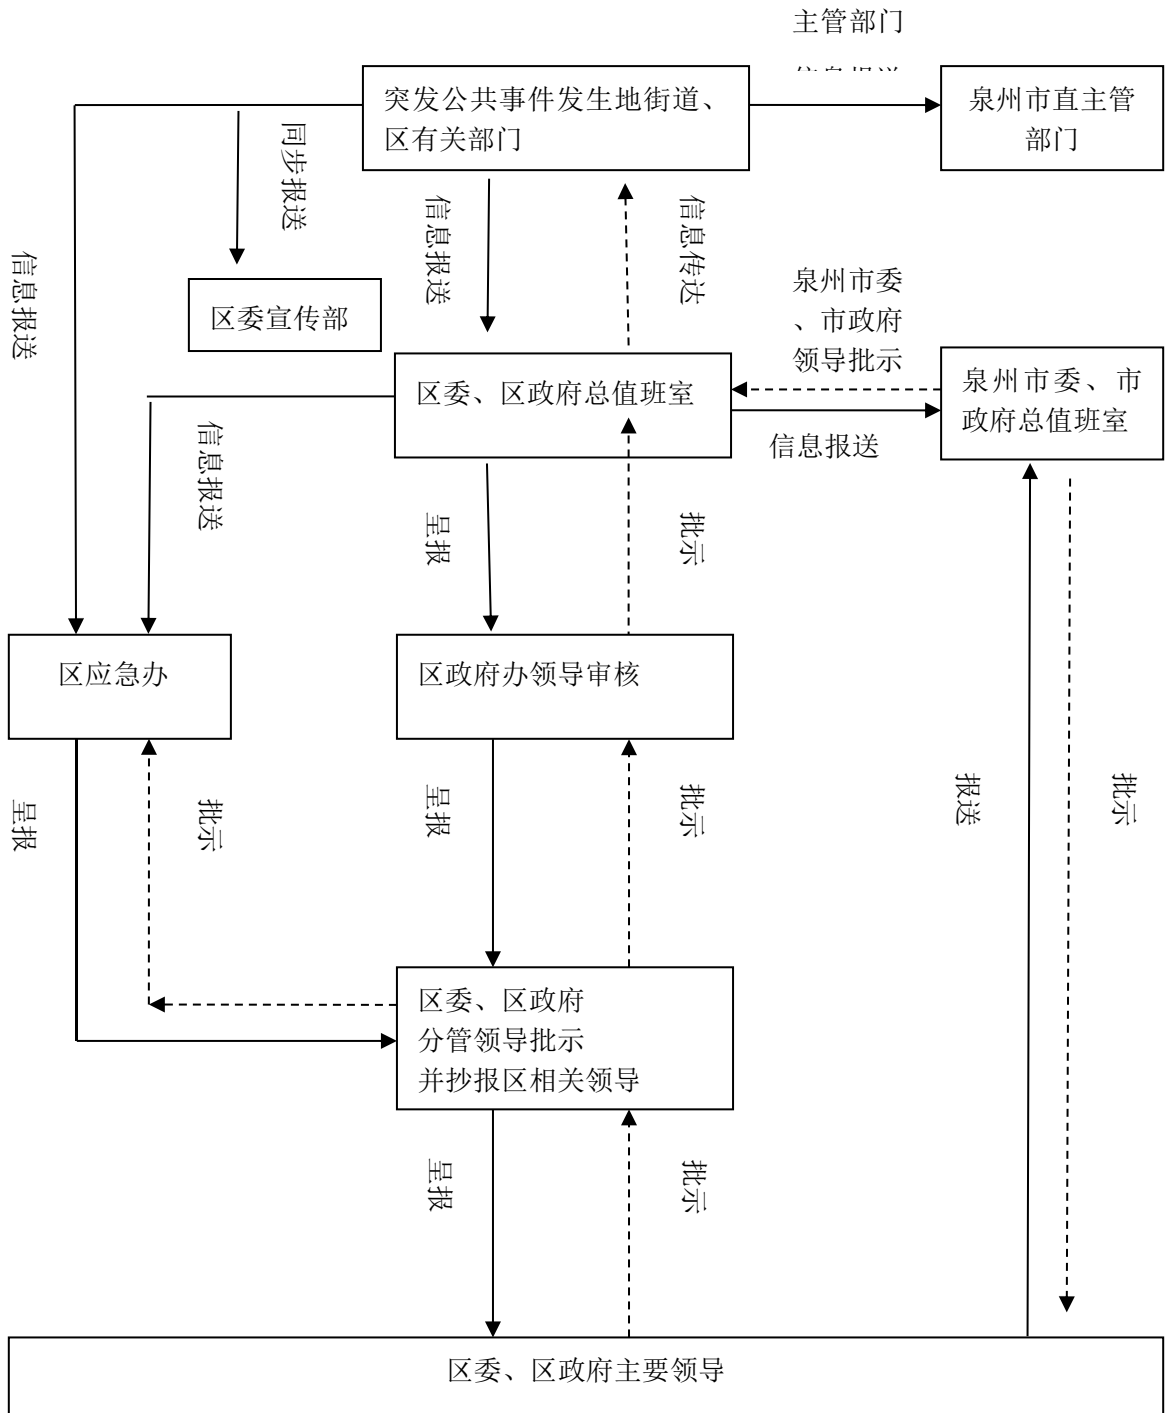 主管部门
突发公共事件发生地街道、
区有关部门
泉州市直主管
部门
同步报送
信息报送
信息传达
信息报送
区委宣传部
泉州市委
、市政府
领导批示
区委、区政府总值班室
泉州市委、市
政府总值班室
信息报送
信息报送
呈报
批示
区应急办
区政府办领导审核
呈报
批示
呈报
批示
报送
批示
区委、区政府
分管领导批示
并抄报区相关领导
呈报
批示
区委、区政府主要领导